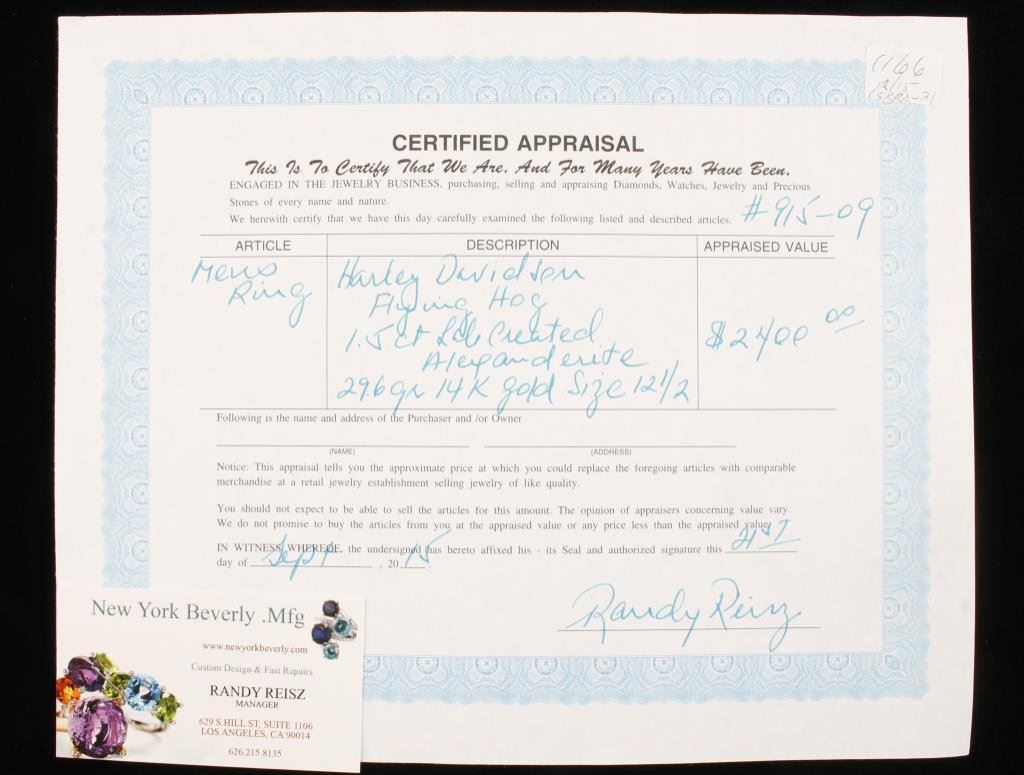 1166
12/15
CERTIFIED APPRAISAL
This Is To Certify That We Are, And For Many Years Have Been,
ENGAGED IN THE JEWELRY BUSINESS, purchasing, selling and appraising Diamonds, Watches, Jewelry and Precious
Stones of every name and nature.
We herewith certify that we have this day carefully examined the following listed and described articles. #915-09
ARTICLE DESCRIPTION APPRAISED VALUE
Mens Harley Davidson
Ring Flying Hog
1.5 ct Lab Created $2400 00
Alexanderite
29.6 gr 14K gold Size 12 1/2
Following is the name and address of the Purchaser and /or Owner
(NAME) (ADDRESS)
Notice: This appraisal tells you the approximate price at which you could replace the foregoing articles with comparable
merchandise at a retail jewelry establishment selling jewelry of like quality.
You should not expect to be able to sell the articles for this amount. The opinion of appraisers concerning value vary.
We do not promise to buy the articles from you at the appraised value or any price less than the appraised value.
IN WITNESS WHEREOF, the undersigned has hereto affixed his - its Seal and authorized signature this 21st
day of Sept , 20 15 .
Randy Reisz
New York Beverly .Mfg
www.newyorkbeverly.com
Custom Design & Fast Repairs
RANDY REISZ
MANAGER
629 S.HILL ST, SUITE 1106
LOS ANGELES, CA 90014
626.215.8135